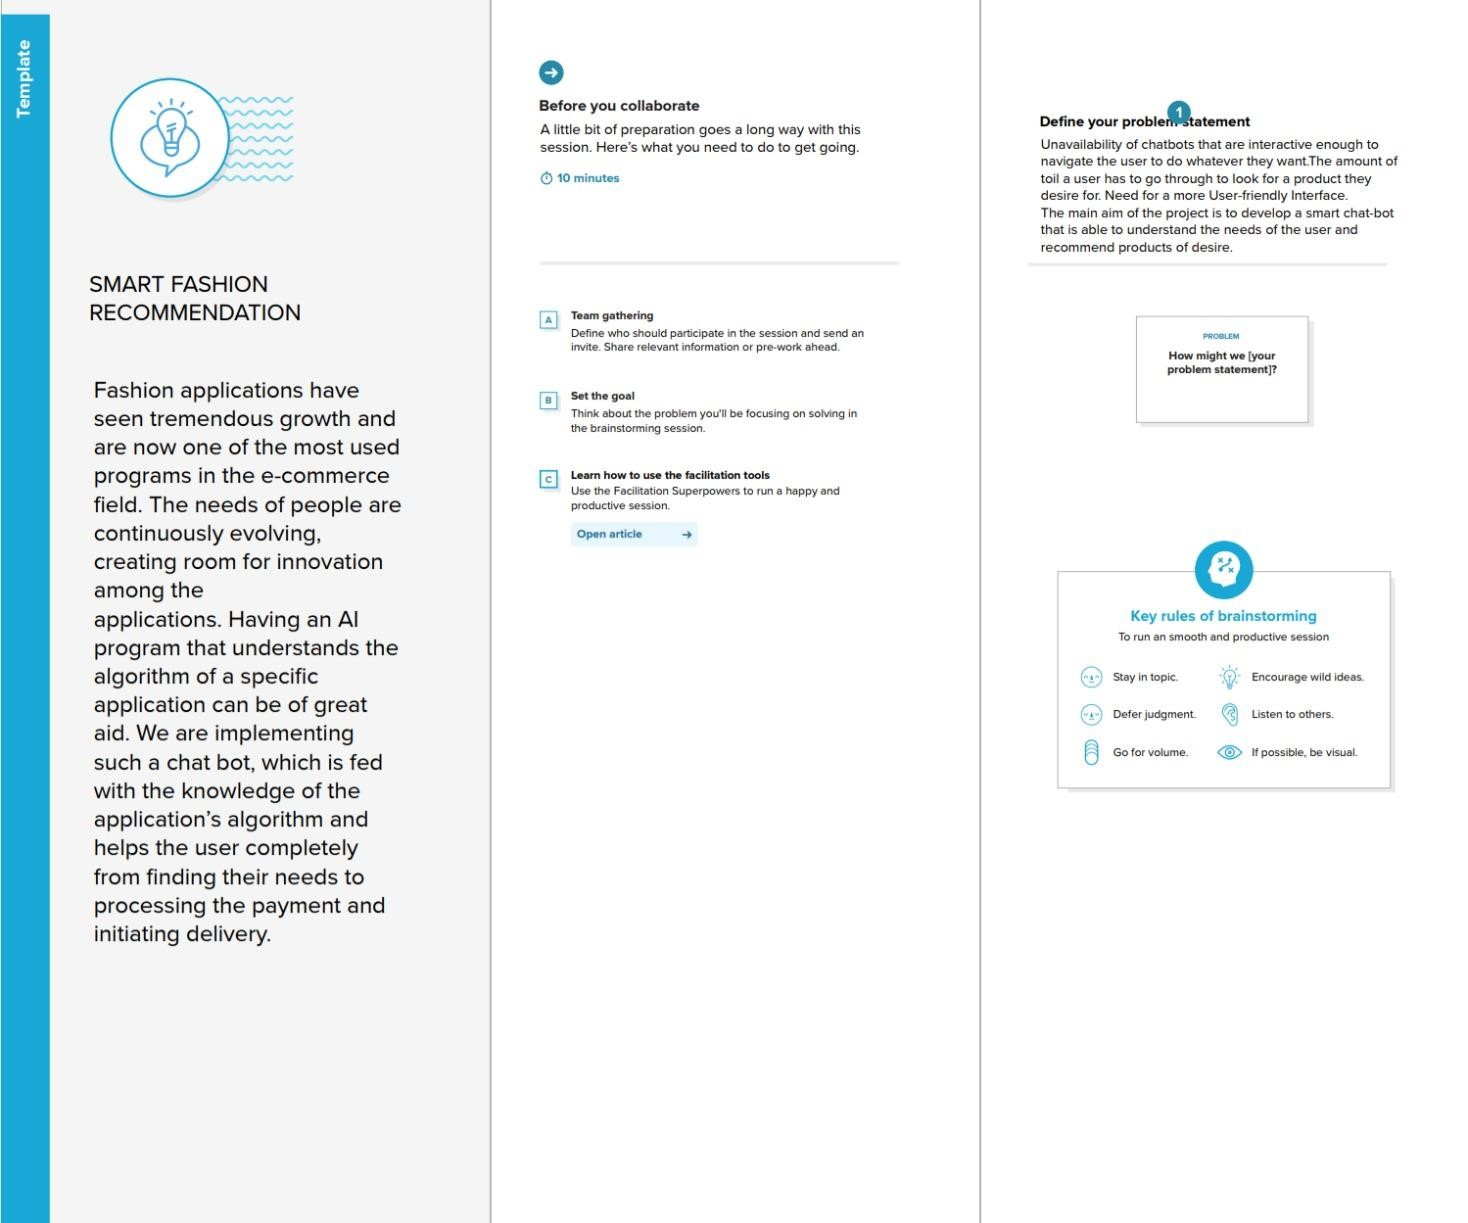 Template
SMART FASHION
RECOMMENDATION
Fashion applications have
seen tremendous growth and
are now one of the most used
programs in the e-commerce
field. The needs of people are
continuously evolving,
creating room for innovation
among the
applications. Having an AI
program that understands the
algorithm of a specific
application can be of great
aid. We are implementing
such a chat bot, which is fed
with the knowledge of the
application’s algorithm and
helps the user completely
from finding their needs to
processing the payment and
initiating delivery.
Before you collaborate
A little bit of preparation goes a long way with this
session. Here’s what you need to do to get going.
10 minutes
A
Team gathering
Define who should participate in the session and send an
invite. Share relevant information or pre-work ahead.
B
Set the goal
Think about the problem you'll be focusing on solving in
the brainstorming session.
C
Learn how to use the facilitation tools
Use the Facilitation Superpowers to run a happy and
productive session.
Open article
1
Define your problem statement
Unavailability of chatbots that are interactive enough to
navigate the user to do whatever they want.The amount of
toil a user has to go through to look for a product they
desire for. Need for a more User-friendly Interface.
The main aim of the project is to develop a smart chat-bot
that is able to understand the needs of the user and
recommend products of desire.
PROBLEM
How might we [your
problem statement]?
Key rules of brainstorming
To run an smooth and productive session
Stay in topic.
Encourage wild ideas.
Defer judgment.
Listen to others.
Go for volume.
If possible, be visual.